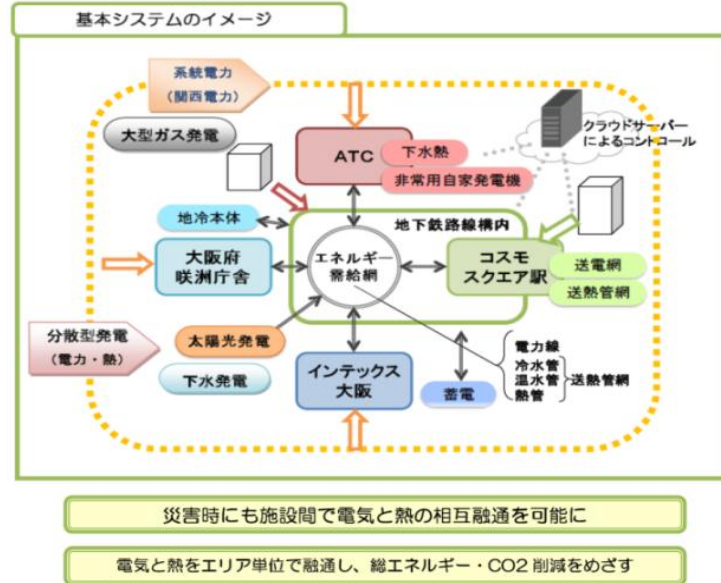 基本システムのイメージ
系統電力
（関西電力）
大型ガス発電
ATC
下水熱
非常用自家発電機
クラウドサーバー
によるコントロール
地冷本体
地下鉄路線構内
大阪府
咲洲庁舎
エネルギー
需給網
コスモ
スクエア駅
送電網
送熱管網
分散型発電
（電力・熱）
太陽光発電
下水発電
インテックス
大阪
蓄電
電力線
冷水管
温水管
熱管
送熱管網
災害時にも施設間で電気と熱の相互融通を可能に
電気と熱をエリア単位で融通し、総エネルギー・CO2 削減をめざす